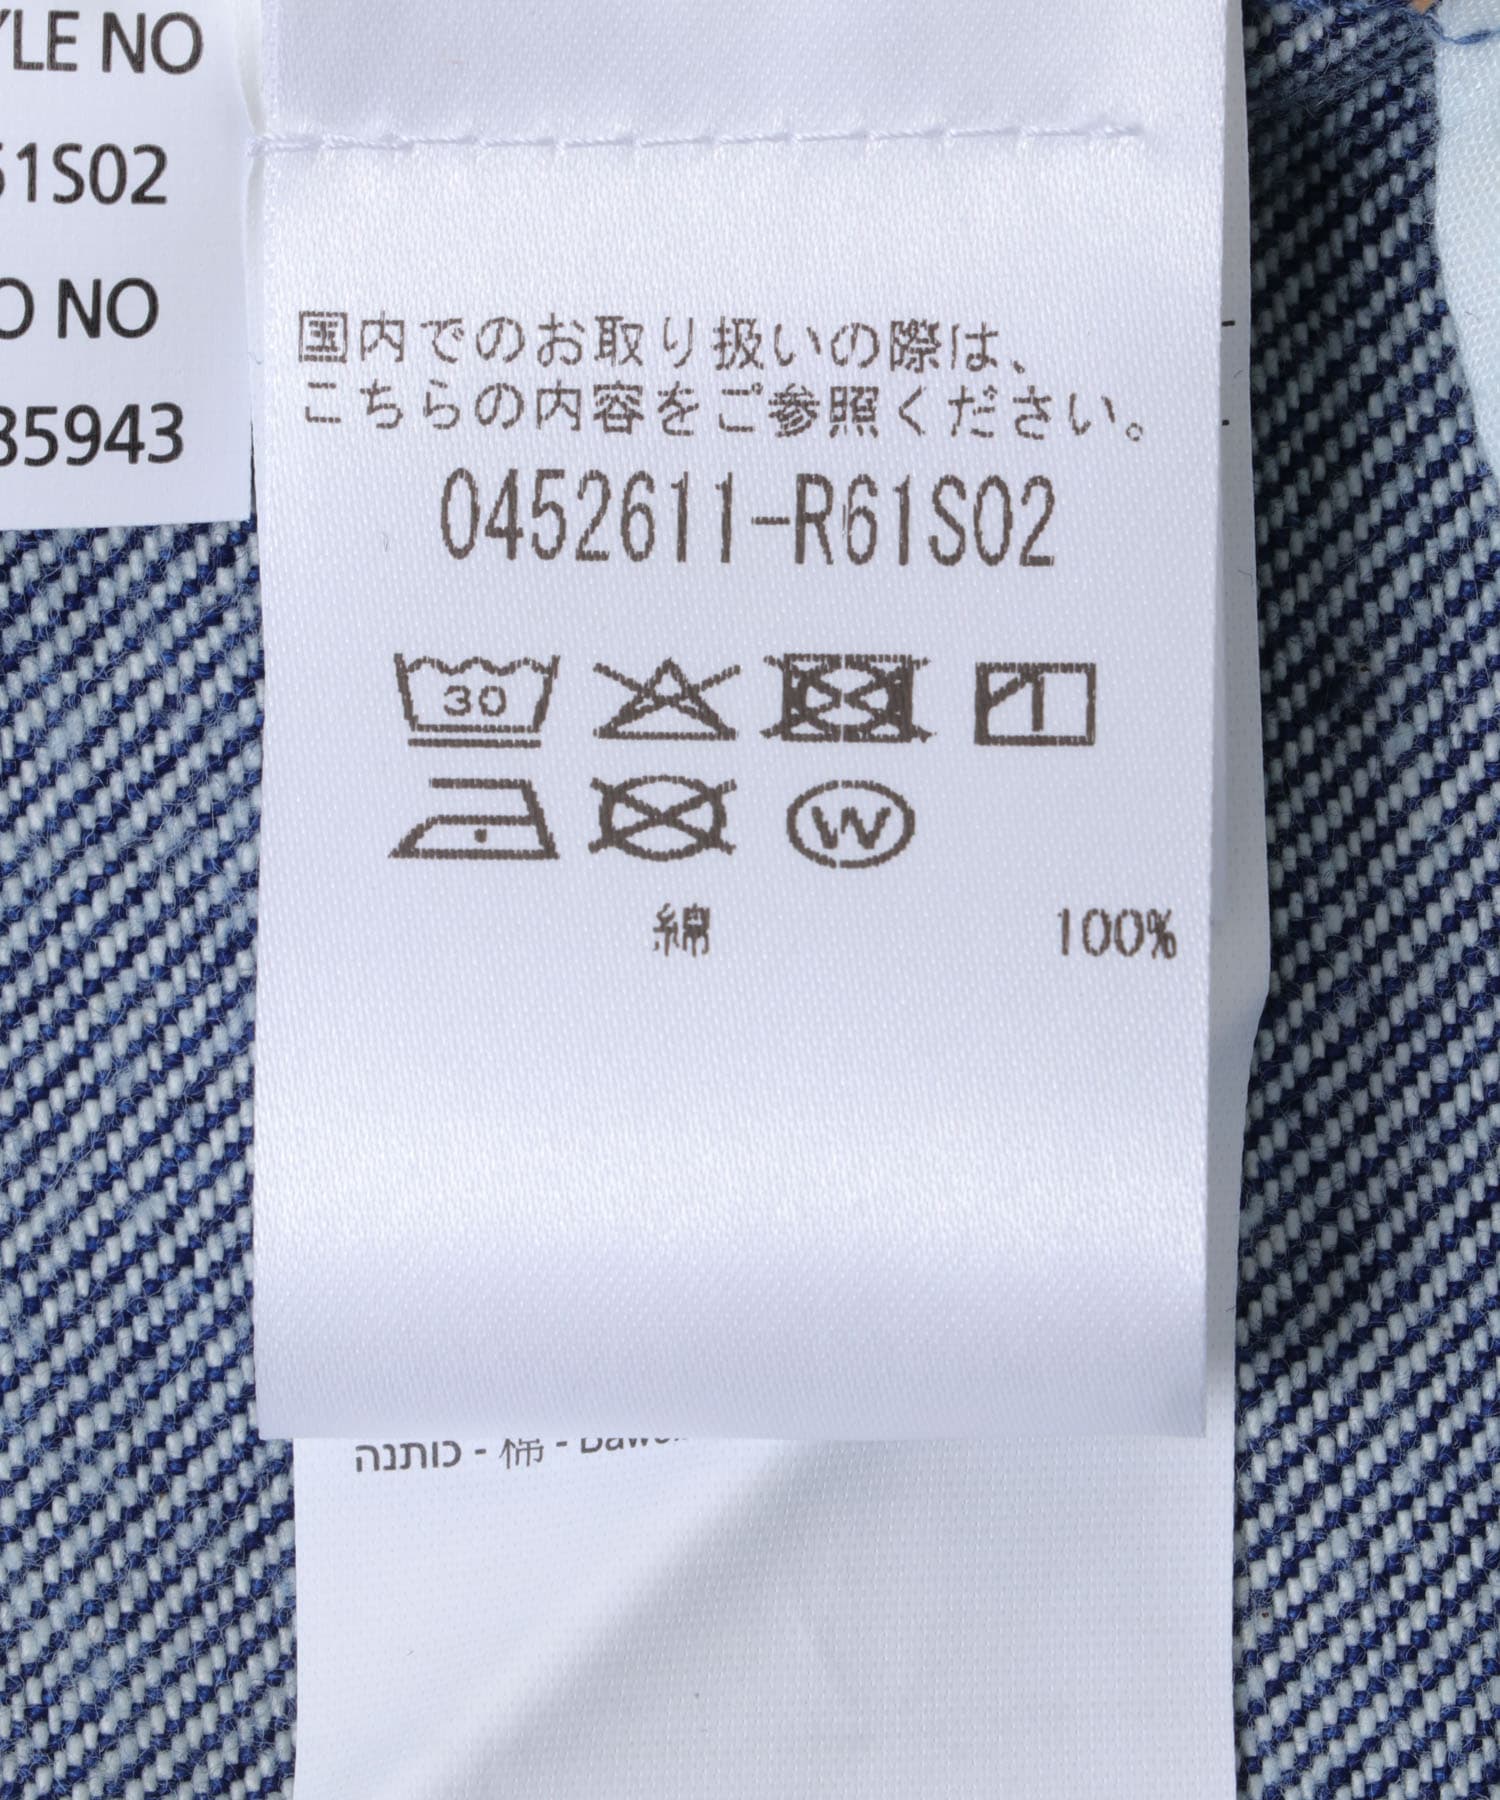 YLE NO
61S02
O NO
85943
国内でのお取り扱いの際は、
こちらの内容をご参照ください。
0452611-R61S02
30
W
綿 100%
כותנה - 棉 -